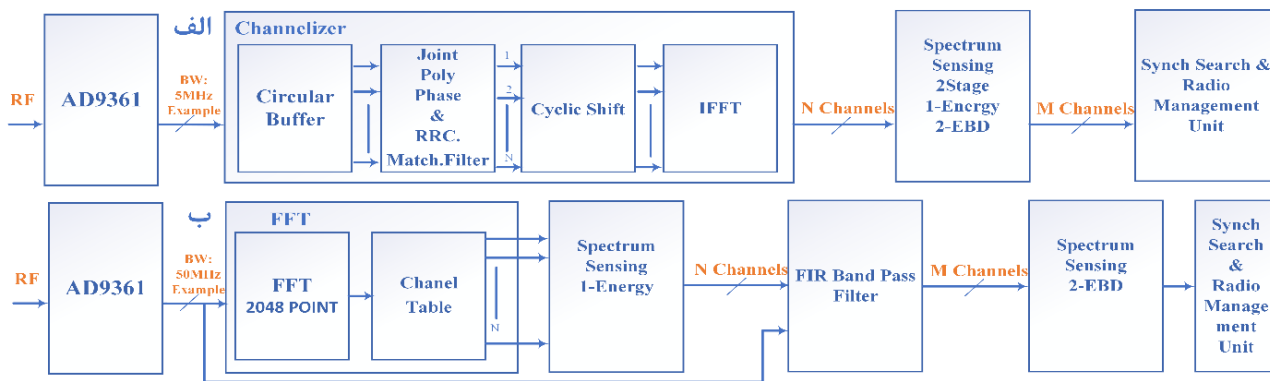 الف
RF
AD9361
BW:
5MHz
Example
Channelizer
Circular
Buffer
Joint
Poly
Phase
&
RRC.
Match.Filter
1
2
N
Cyclic Shift
IFFT
N Channels
Spectrum
Sensing
2Stage
1-Energy
2-EBD
M Channels
Synch Search &
Radio
Management
Unit
ب
RF
AD9361
BW:
50MHz
Example
FFT
FFT
2048 POINT
Chanel
Table
N
Spectrum
Sensing
1-Energy
N Channels
FIR Band Pass
Filter
M Channels
Spectrum
Sensing
2-EBD
Synch
Search
&
Radio
Manage
ment
Unit